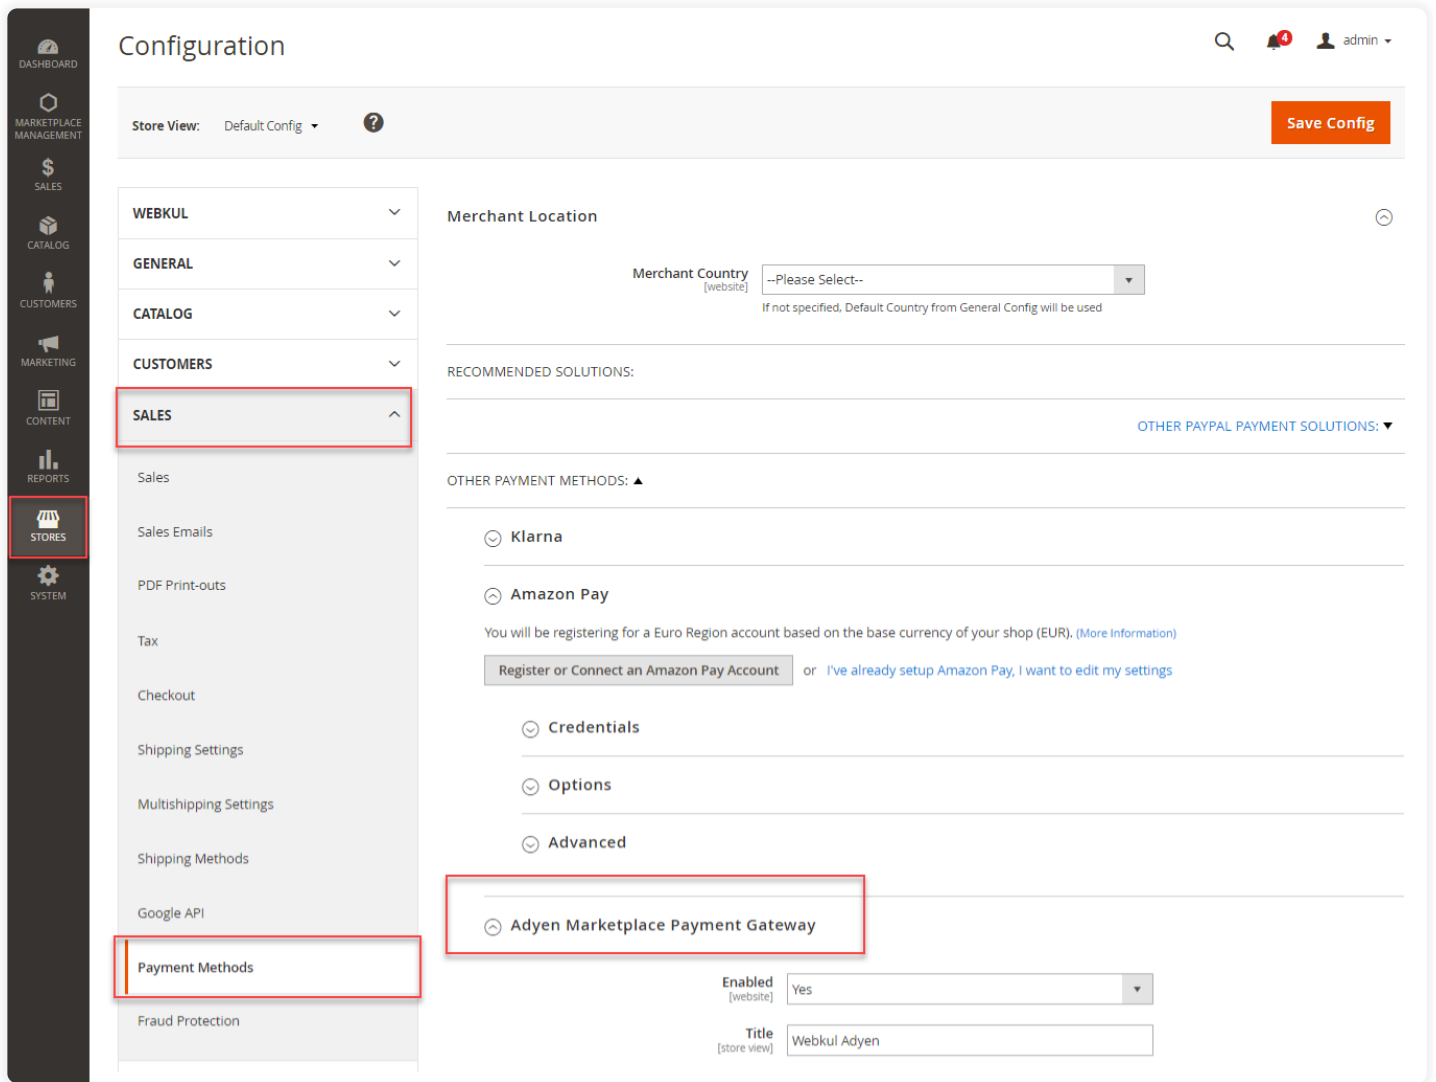 Configuration
4
admin
Store View:
Default Config
?
Save Config
DASHBOARD
MARKETPLACE
MANAGEMENT
$
SALES
CATALOG
CUSTOMERS
MARKETING
CONTENT
REPORTS
STORES
SYSTEM
WEBKUL
GENERAL
CATALOG
CUSTOMERS
SALES
Sales
Sales Emails
PDF Print-outs
Tax
Checkout
Shipping Settings
Multishipping Settings
Shipping Methods
Google API
Payment Methods
Fraud Protection
Merchant Location
Merchant Country
[website]
--Please Select--
If not specified, Default Country from General Config will be used
RECOMMENDED SOLUTIONS:
OTHER PAYPAL PAYMENT SOLUTIONS:
OTHER PAYMENT METHODS:
Klarna
Amazon Pay
You will be registering for a Euro Region account based on the base currency of your shop (EUR). (More Information)
Register or Connect an Amazon Pay Account or I've already setup Amazon Pay, I want to edit my settings
Credentials
Options
Advanced
Adyen Marketplace Payment Gateway
Enabled
[website]
Yes
Title
[store view]
Webkul Adyen